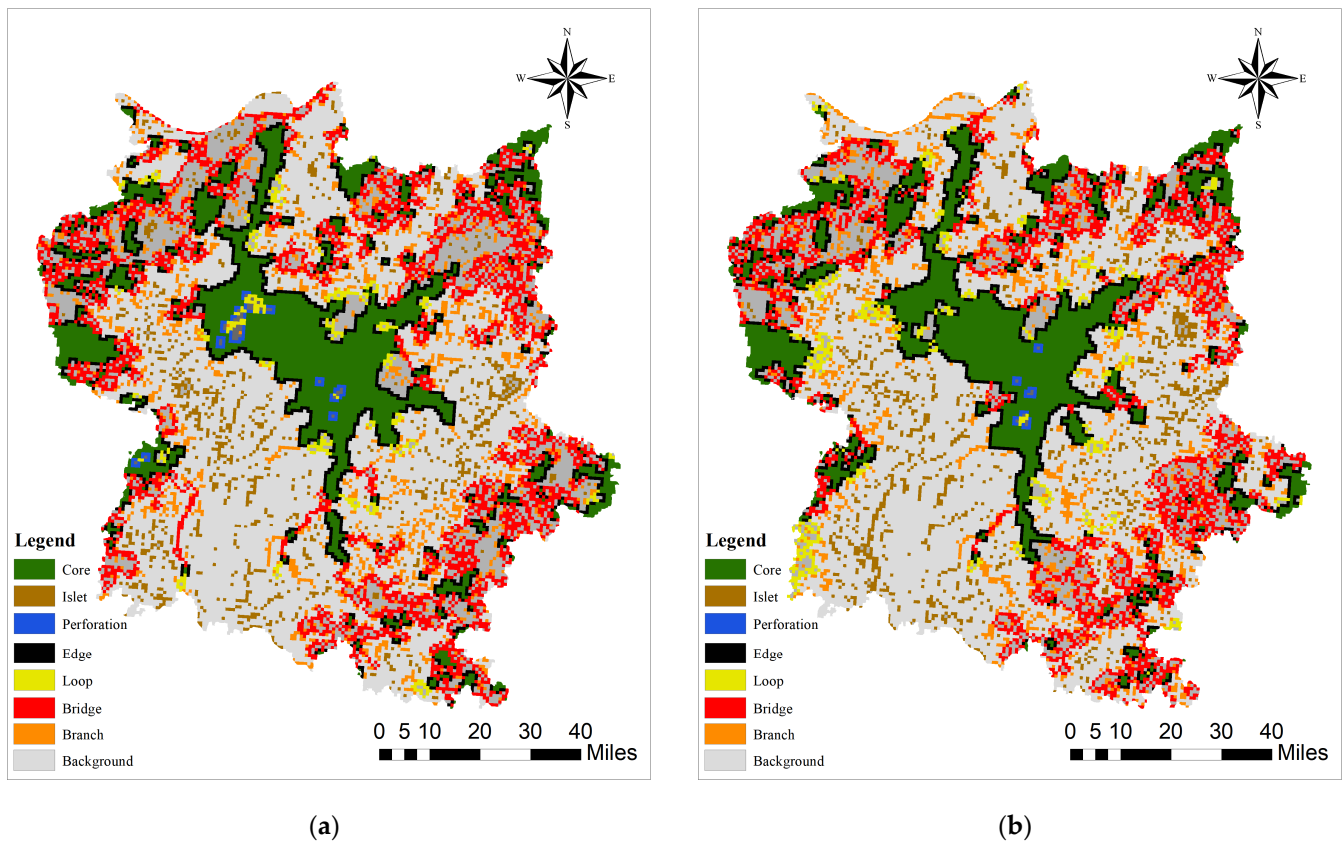 N
W E
S
Legend
Core
Islet
Perforation
Edge
Loop
Bridge
Branch
Background
0 5 10 20 30 40
Miles
(a)
N
W E
S
Legend
Core
Islet
Perforation
Edge
Loop
Bridge
Branch
Background
0 5 10 20 30 40
Miles
(b)